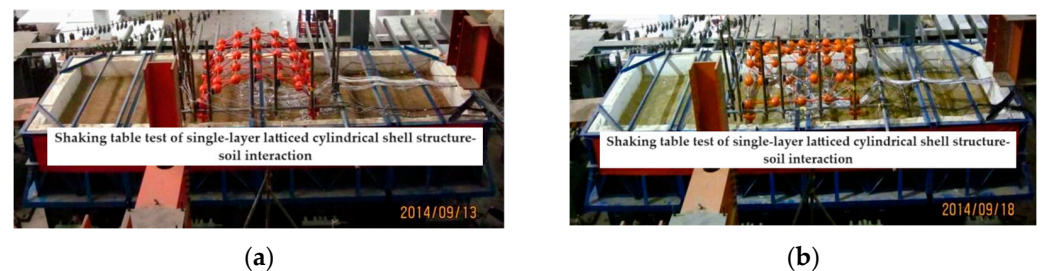 Shaking table test of single-layer latticed cylindrical shell structure-
soil interaction
2014/09/13
(a)
Shaking table test of single-layer latticed cylindrical shell structure-
soil interaction
2014/09/18
(b)